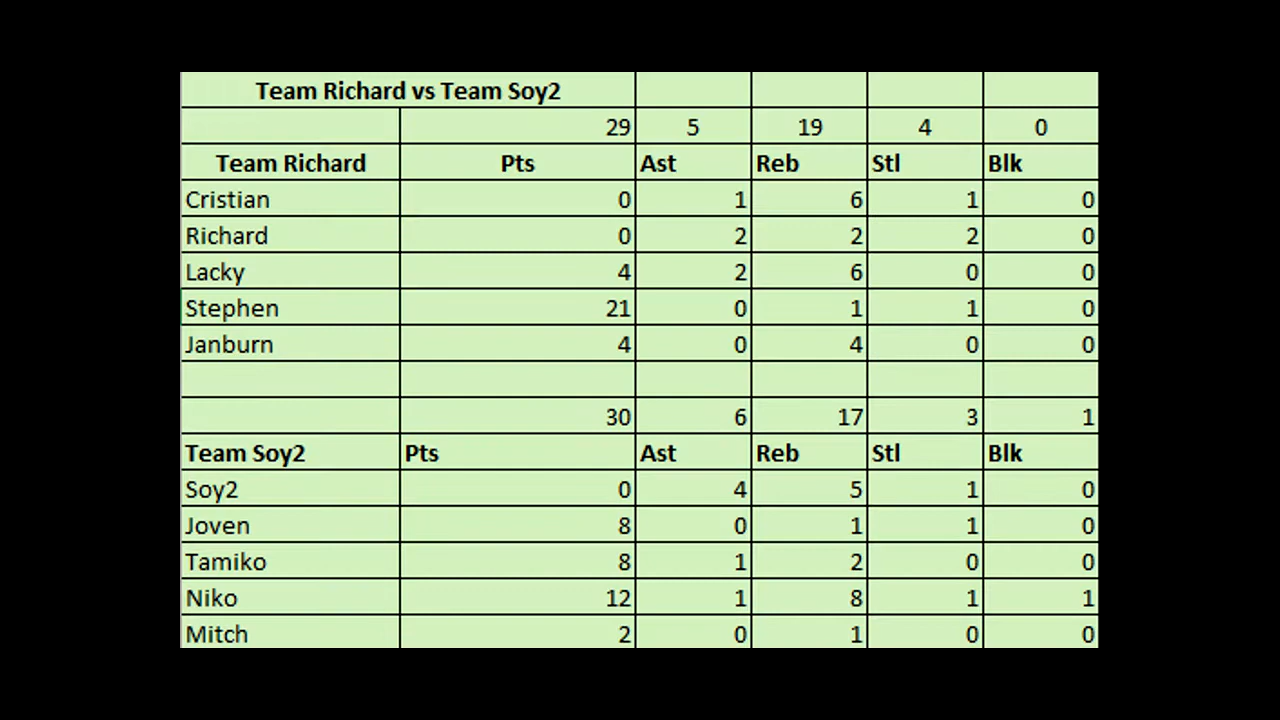 Team Richard vs Team Soy2
29 5 19 4 0
Team Richard Pts Ast Reb Stl Blk
Cristian 0 1 6 1 0
Richard 0 2 2 2 0
Lacky 4 2 6 0 0
Stephen 21 0 1 1 0
Janburn 4 0 4 0 0
30 6 17 3 1
Team Soy2 Pts Ast Reb Stl Blk
Soy2 0 4 5 1 0
Joven 8 0 1 1 0
Tamiko 8 1 2 0 0
Niko 12 1 8 1 1
Mitch 2 0 1 0 0